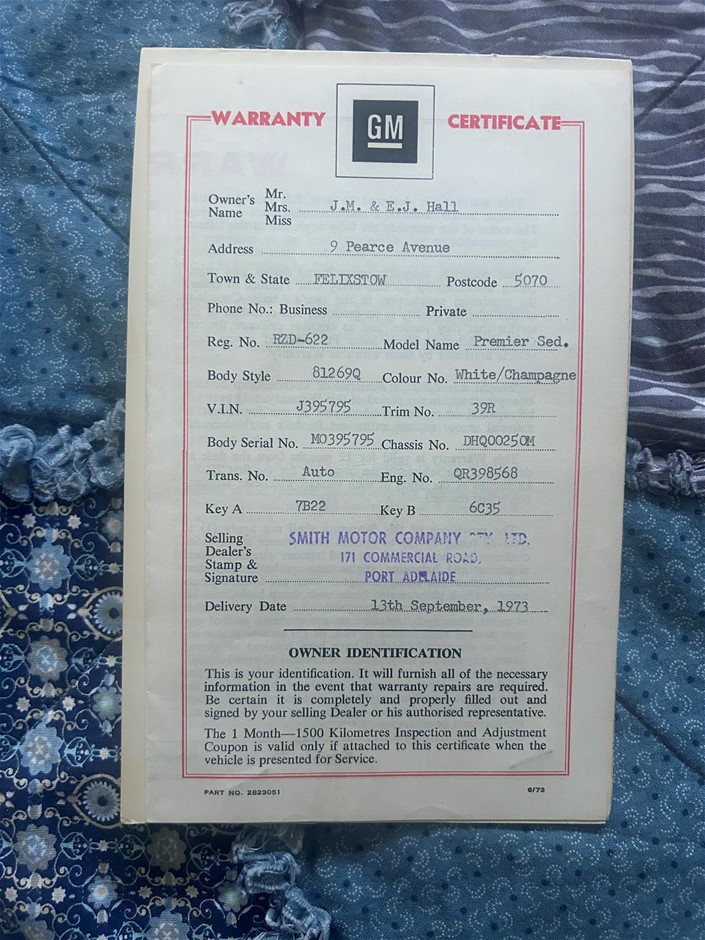 WARRANTY GM CERTIFICATE
Mr.
Owner's Mrs. J.M. & E.J. Hall
Name Miss
Address 9 Pearce Avenue
Town & State FELIXSTOW Postcode 5070
Phone No.: Business Private
Reg. No. RZD-622 Model Name Premier Sed.
Body Style 81269Q Colour No. White/Champagne
V.I.N. J395795 Trim No. 39R
Body Serial No. MO395795 Chassis No. DHQ00250M
Trans. No. Auto Eng. No. QR398568
Key A 7B22 Key B 6C35
Selling SMITH MOTOR COMPANY PTY. LTD.
Dealer's 171 COMMERCIAL ROAD,
Stamp &
Signature PORT ADELAIDE
Delivery Date 13th September, 1973
OWNER IDENTIFICATION
This is your identification. It will furnish all of the necessary
information in the event that warranty repairs are required.
Be certain it is completely and properly filled out and
signed by your selling Dealer or his authorised representative.
The 1 Month—1500 Kilometres Inspection and Adjustment
Coupon is valid only if attached to this certificate when the
vehicle is presented for Service.
PART NO. 2823051 6/73